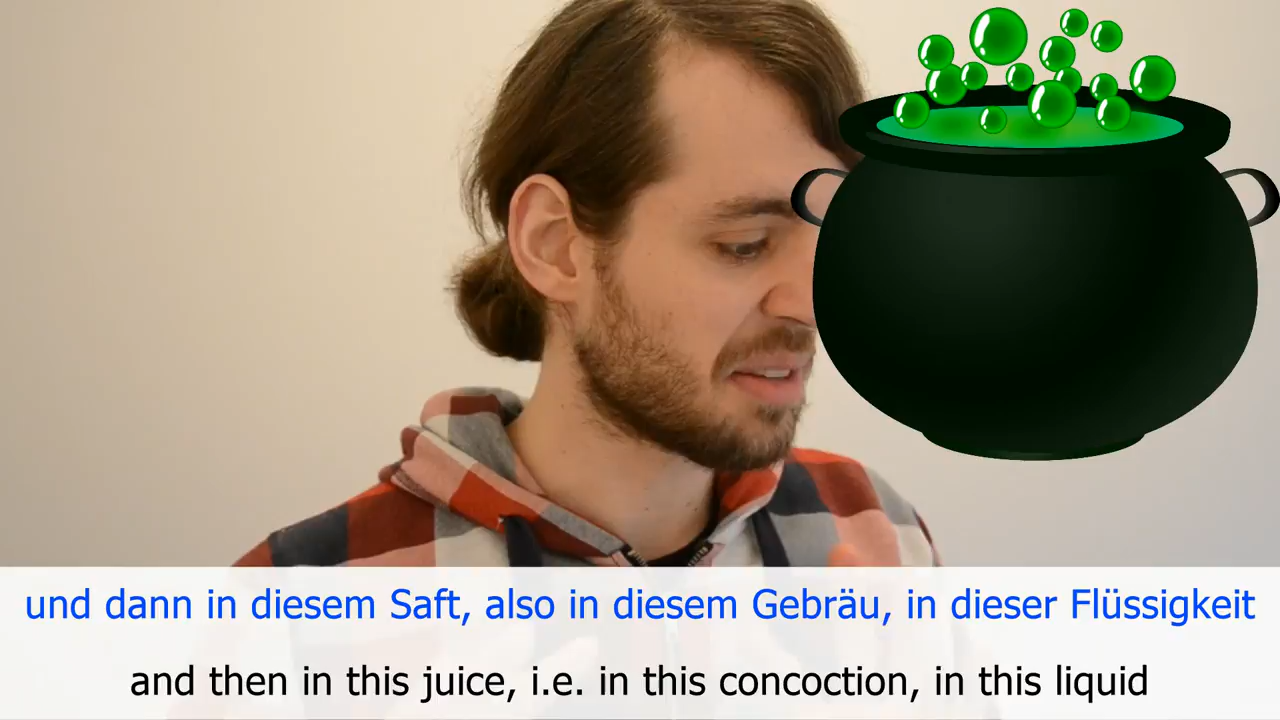 und dann in diesem Saft, also in diesem Gebräu, in dieser Flüssigkeit
and then in this juice, i.e. in this concoction, in this liquid